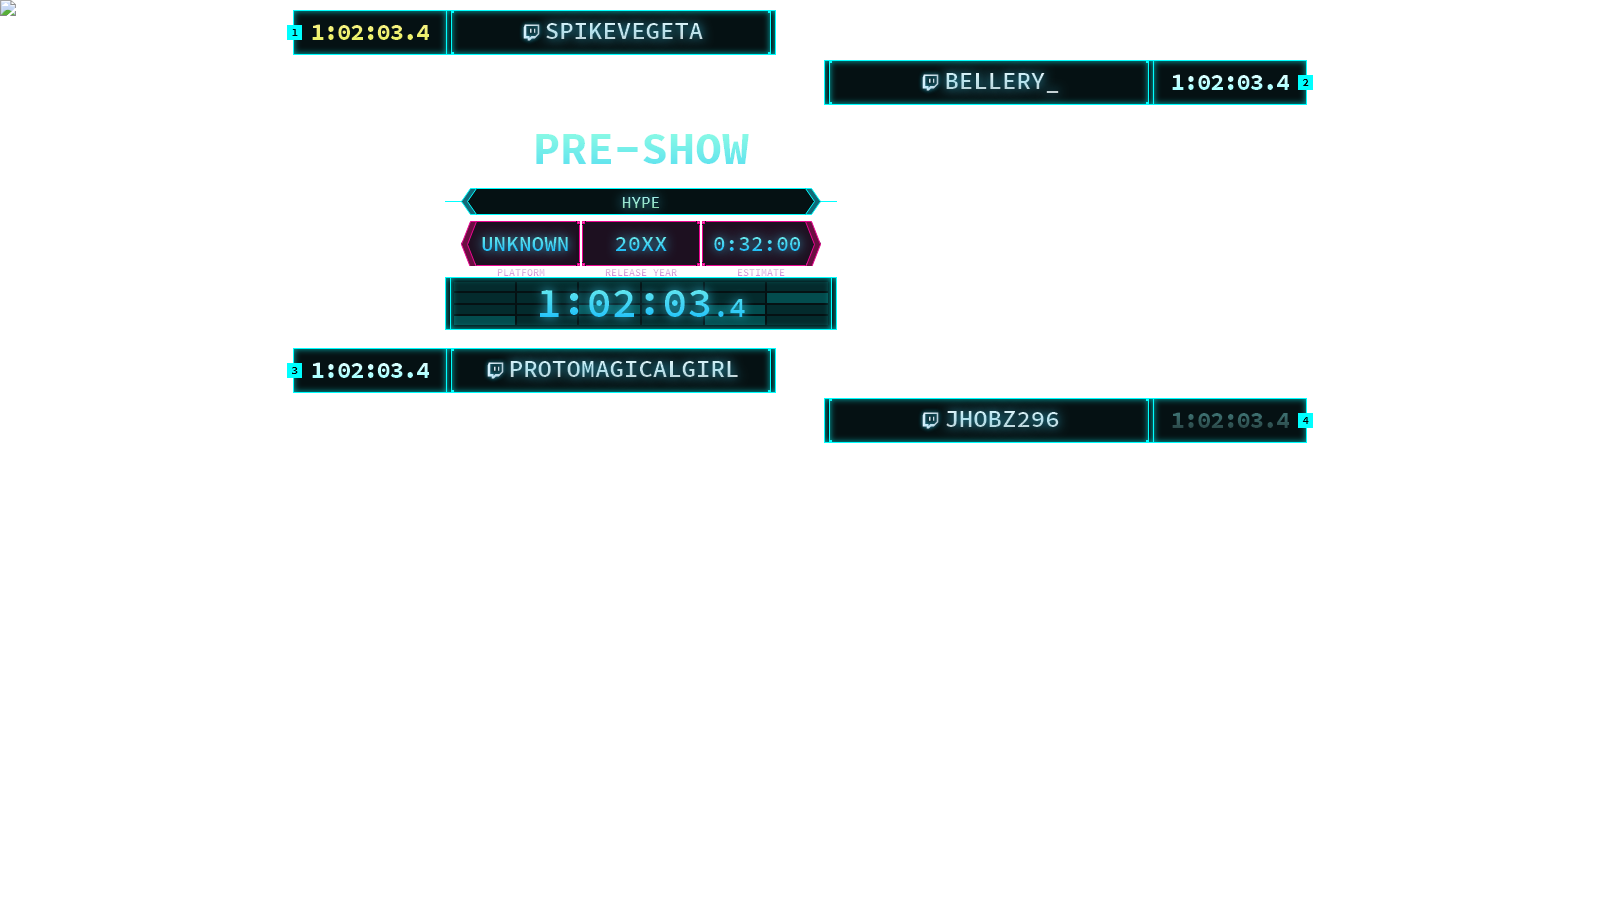 1 1:02:03.4 SPIKEVEGETA
BELLERY_ 1:02:03.4 2
PRE-SHOW
HYPE
UNKNOWN 20XX 0:32:00
PLATFORM RELEASE YEAR ESTIMATE
1:02:03.4
3 1:02:03.4 PROTOMAGICALGIRL
JHOBZ296 1:02:03.4 4